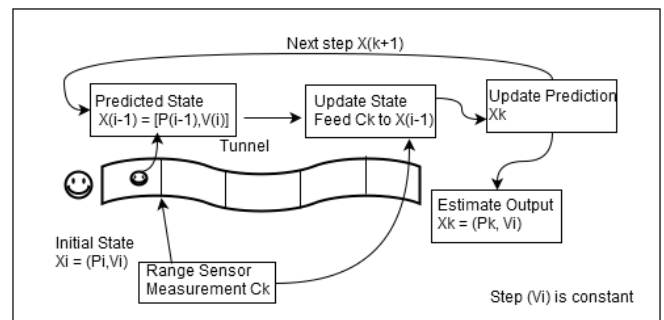 Next step X(k+1)
Predicted State
X(i-1) = [P(i-1),V(i)]
Update State
Feed Ck to X(i-1)
Update Prediction
Xk
Tunnel
Estimate Output
Xk = (Pk, Vi)
Initial State
Xi = (Pi,Vi)
Range Sensor
Measurement Ck
Step (Vi) is constant